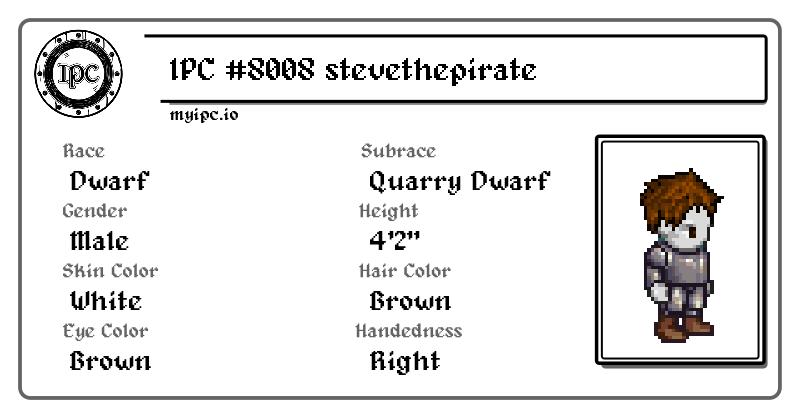 IPC
IPC #8008 stevethepirate
myipc.io
Race
Dwarf
Subrace
Quarry Dwarf
Gender
Male
Height
4'2"
Skin Color
White
Hair Color
Brown
Eye Color
Brown
Handedness
Right